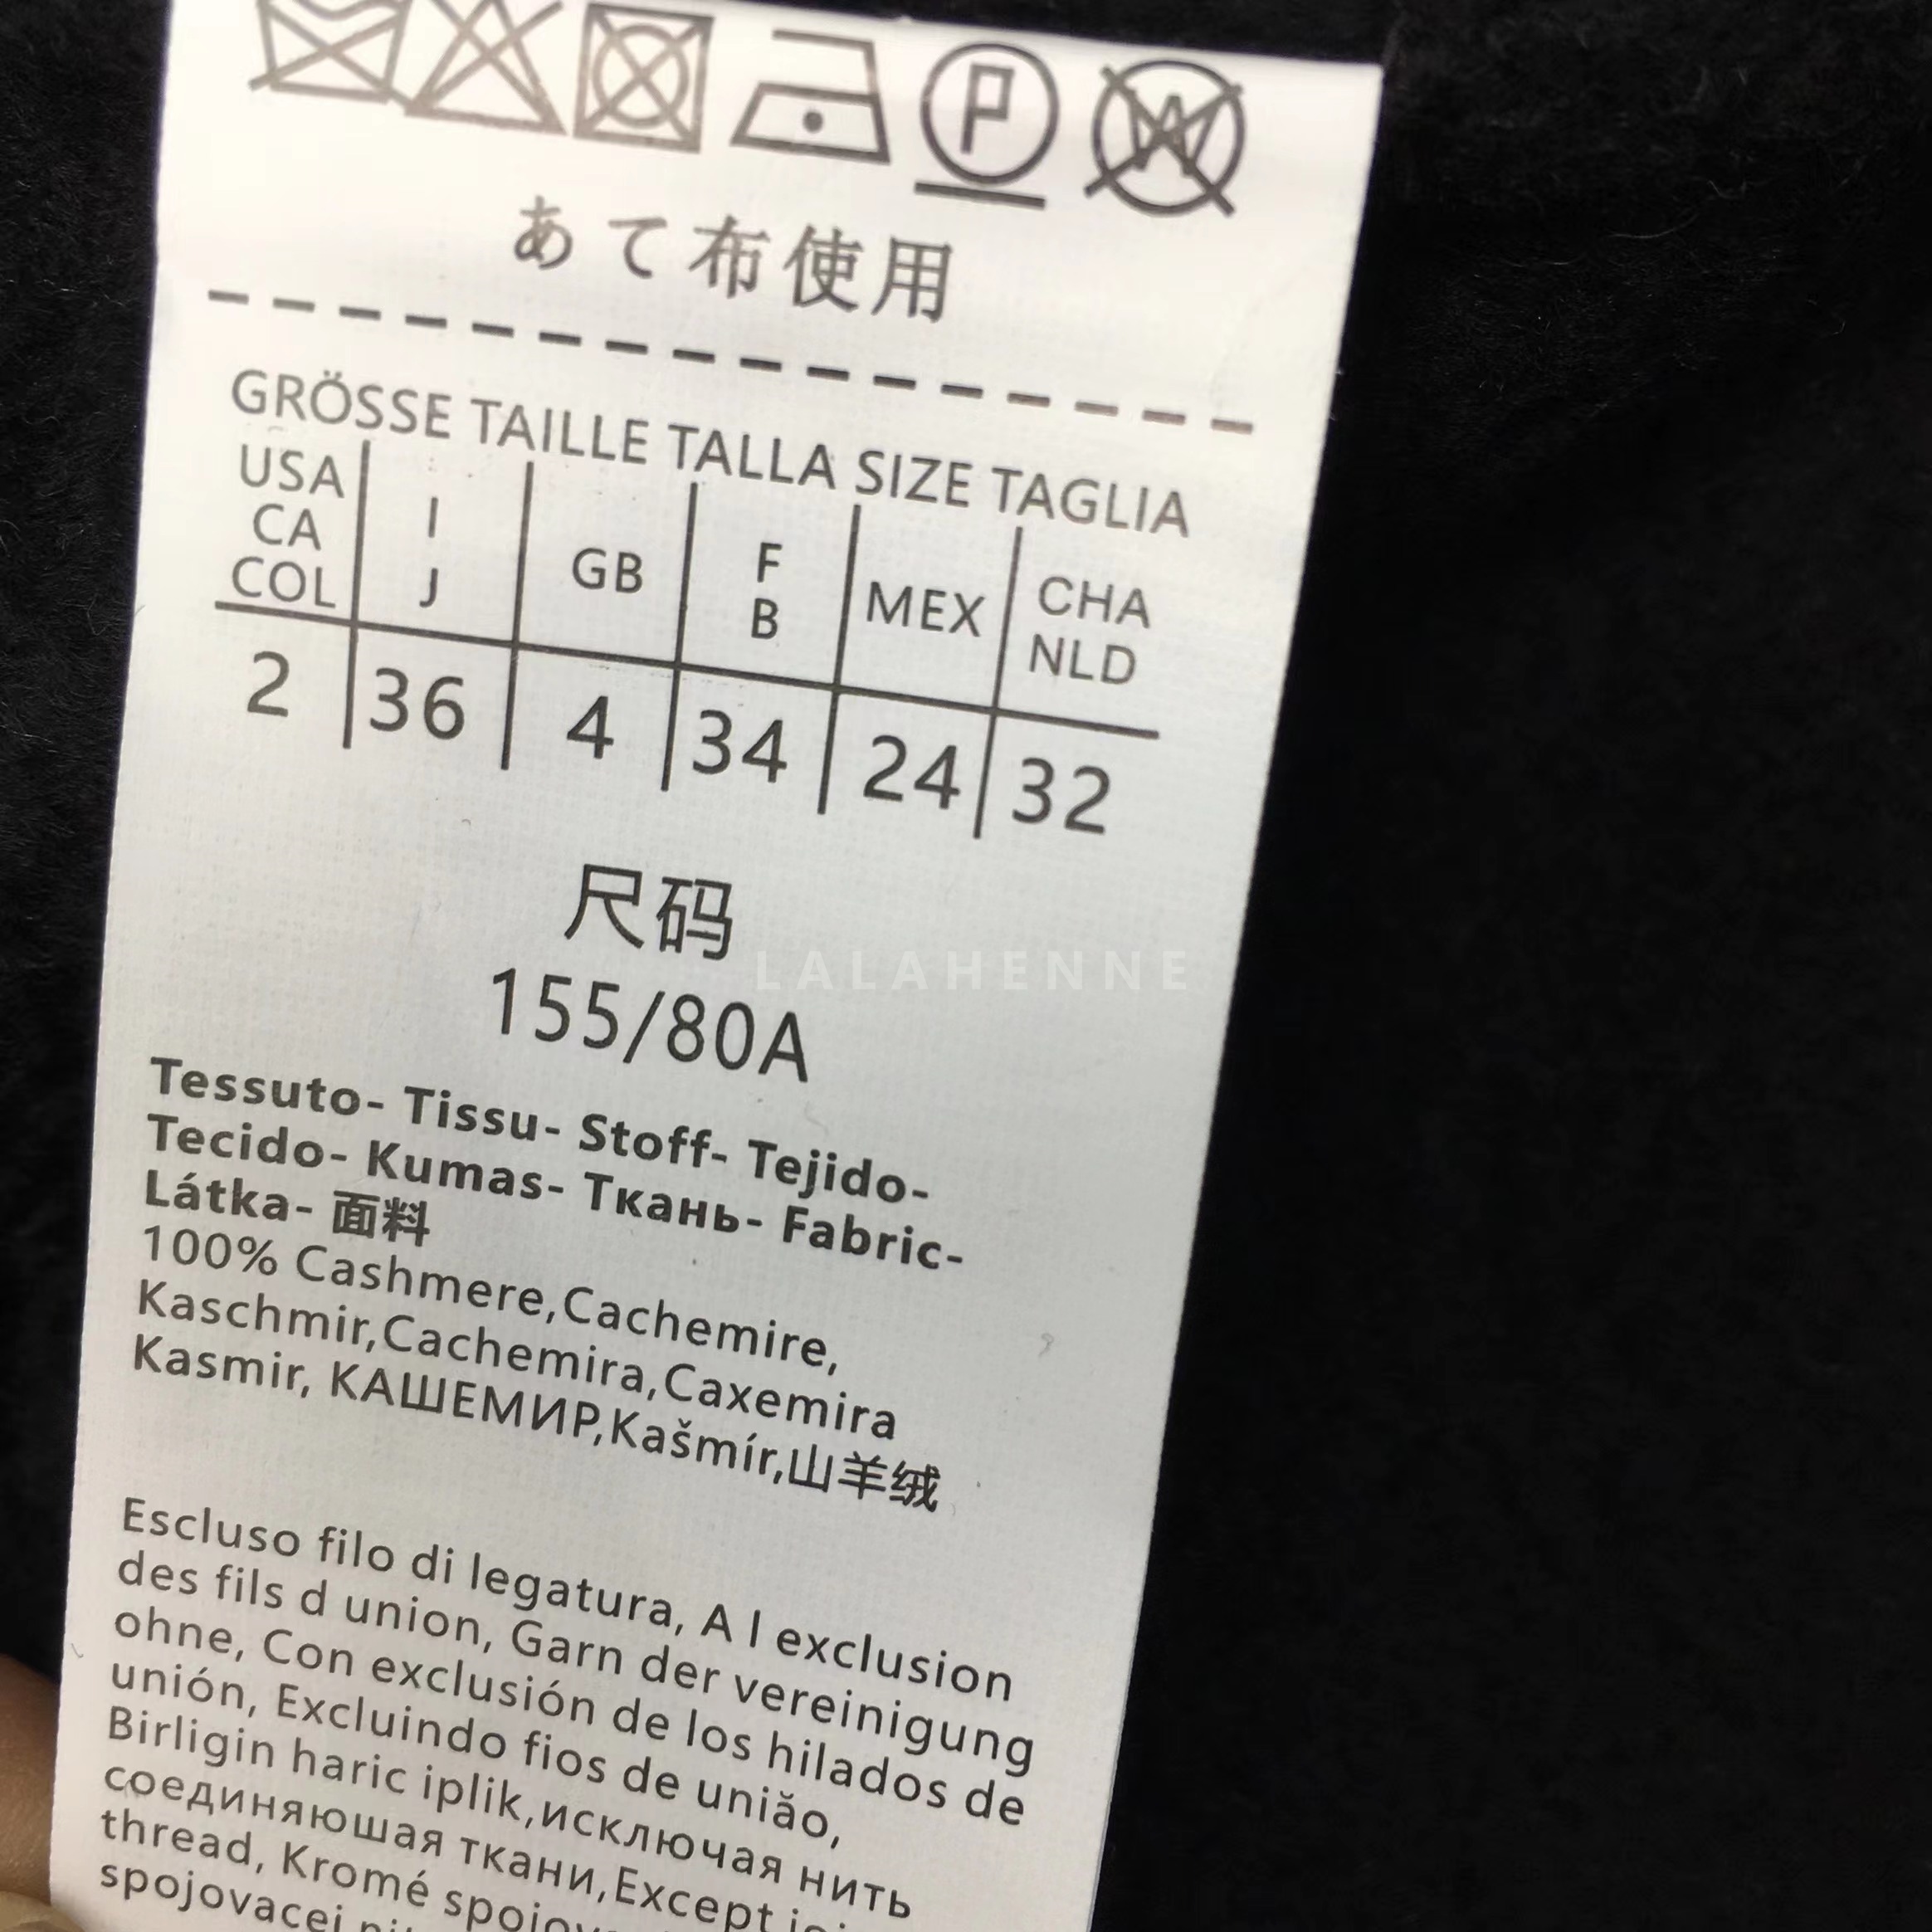 P W
あて布使用
GRÖSSE TAILLE TALLA SIZE TAGLIA
USA CA COL I J GB F B MEX CHA NLD
2 36 4 34 24 32
尺码
LALAHENNE
155/80A
Tessuto- Tissu- Stoff- Tejido-
Tecido- Kumas- Ткань- Fabric-
Látka- 面料
100% Cashmere,Cachemire,
Kaschmir,Cachemira,Caxemira
Kasmir, КАШЕМИР,Kašmír,山羊绒
Escluso filo di legatura, A l exclusion
des fils d union, Garn der vereinigung
ohne, Con exclusión de los hilados de
unión, Excluindo fios de uniăo,
Birligin haric iplik,исключая нить
соединяюшая ткани,Except
thread, Kromé
spojovacej